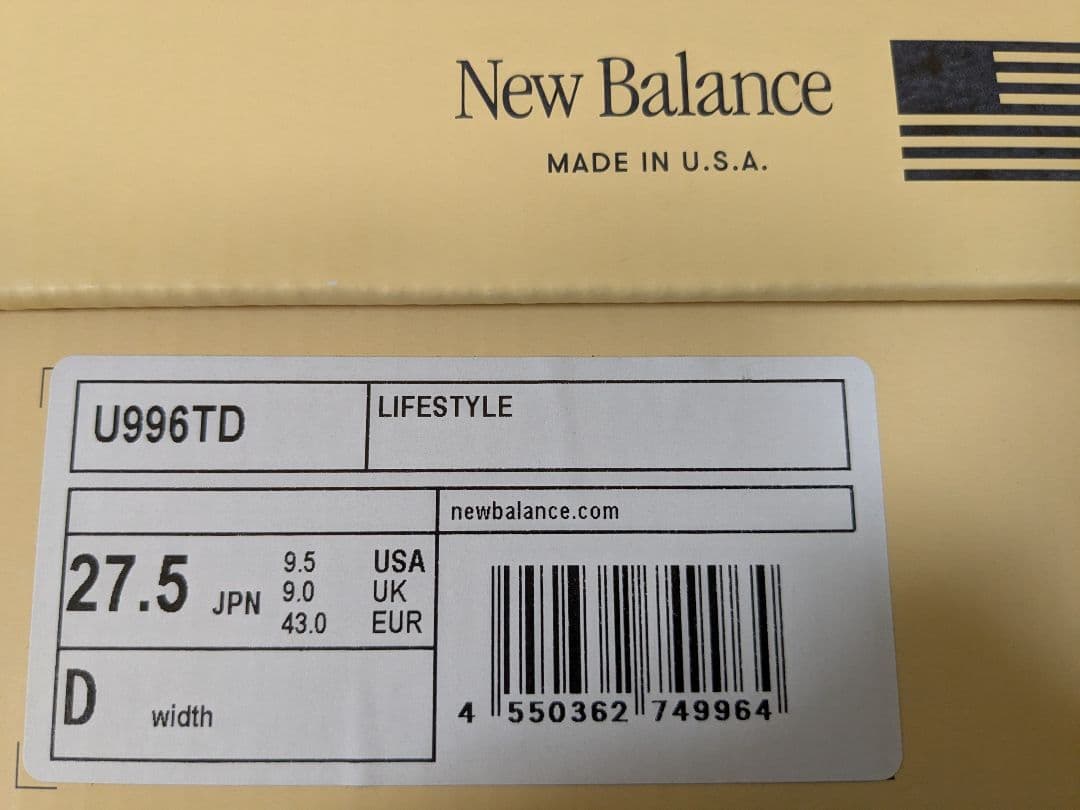 New Balance
MADE IN U.S.A.
U996TD
LIFESTYLE
newbalance.com
27.5 JPN
9.5 USA
9.0 UK
43.0 EUR
D width
4 550362 749964